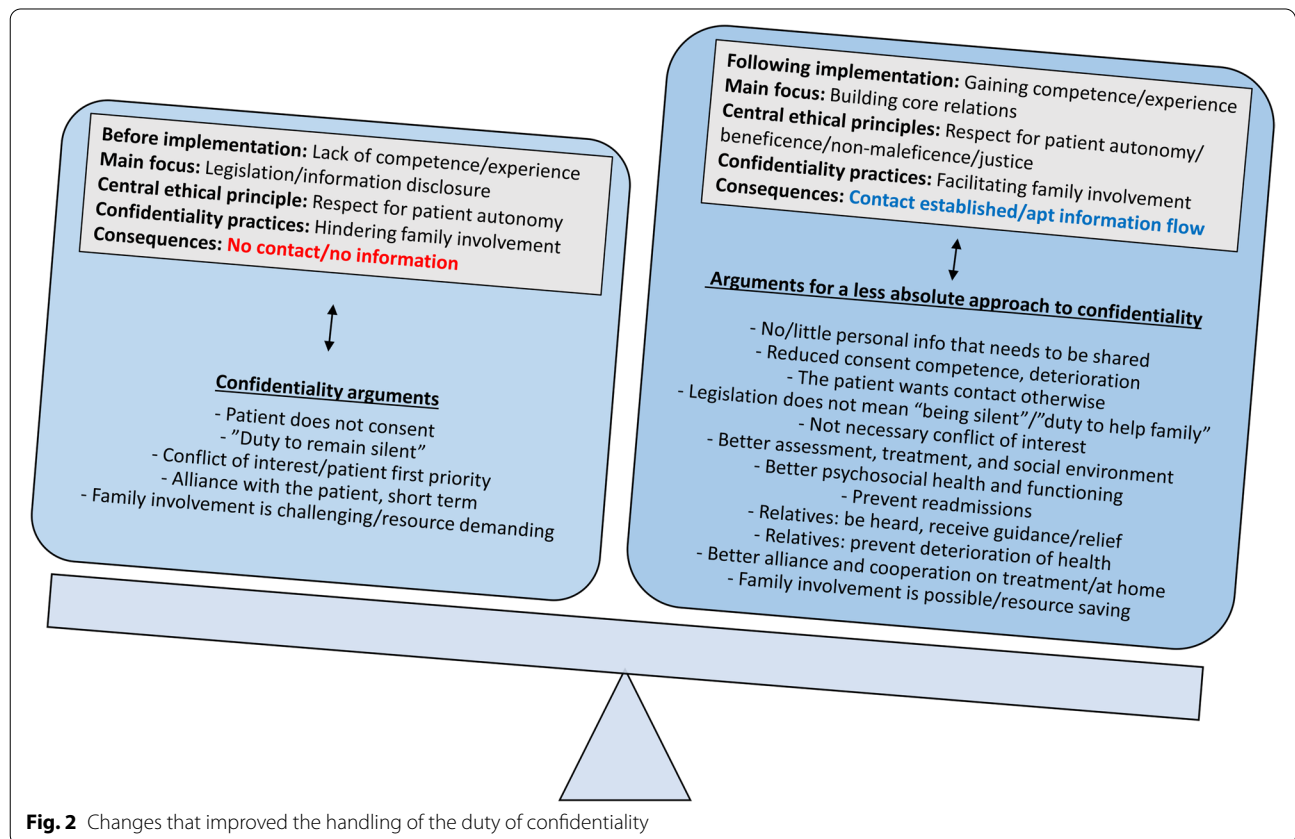 Before implementation: Lack of competence/experience
Main focus: Legislation/information disclosure
Central ethical principle: Respect for patient autonomy
Confidentiality practices: Hindering family involvement
Consequences: No contact/no information
Confidentiality arguments
- Patient does not consent
- ”Duty to remain silent”
- Conflict of interest/patient first priority
- Alliance with the patient, short term
- Family involvement is challenging/resource demanding
Following implementation: Gaining competence/experience
Main focus: Building core relations
Central ethical principles: Respect for patient autonomy/
beneficence/non-maleficence/justice
Confidentiality practices: Facilitating family involvement
Consequences: Contact established/apt information flow
Arguments for a less absolute approach to confidentiality
- No/little personal info that needs to be shared
- Reduced consent competence, deterioration
- The patient wants contact otherwise
- Legislation does not mean “being silent”/”duty to help family”
- Not necessary conflict of interest
- Better assessment, treatment, and social environment
- Better psychosocial health and functioning
- Prevent readmissions
- Relatives: be heard, receive guidance/relief
- Relatives: prevent deterioration of health
- Better alliance and cooperation on treatment/at home
- Family involvement is possible/resource saving
Fig. 2 Changes that improved the handling of the duty of confidentiality